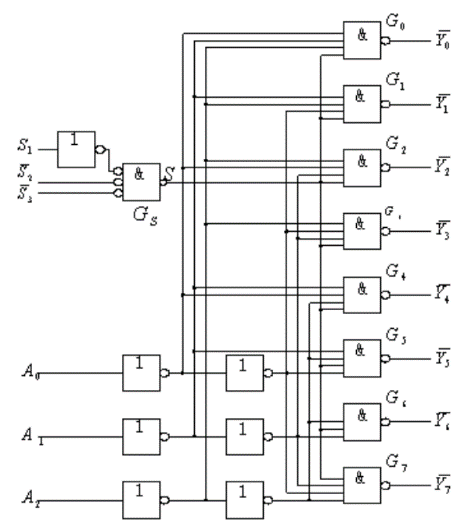 & G₀ Y̅₀
& G₁ Y̅₁
S₁ 1
& G₂ Y̅₂
S̅₂ & S
S̅₃
G_S
& G Y̅₃
& G₄ Y̅₄
& G₅ Y̅₅
A₀ 1 1
& G₆ Y̅₆
A₁ 1 1
& G₇ Y̅₇
A₂ 1 1